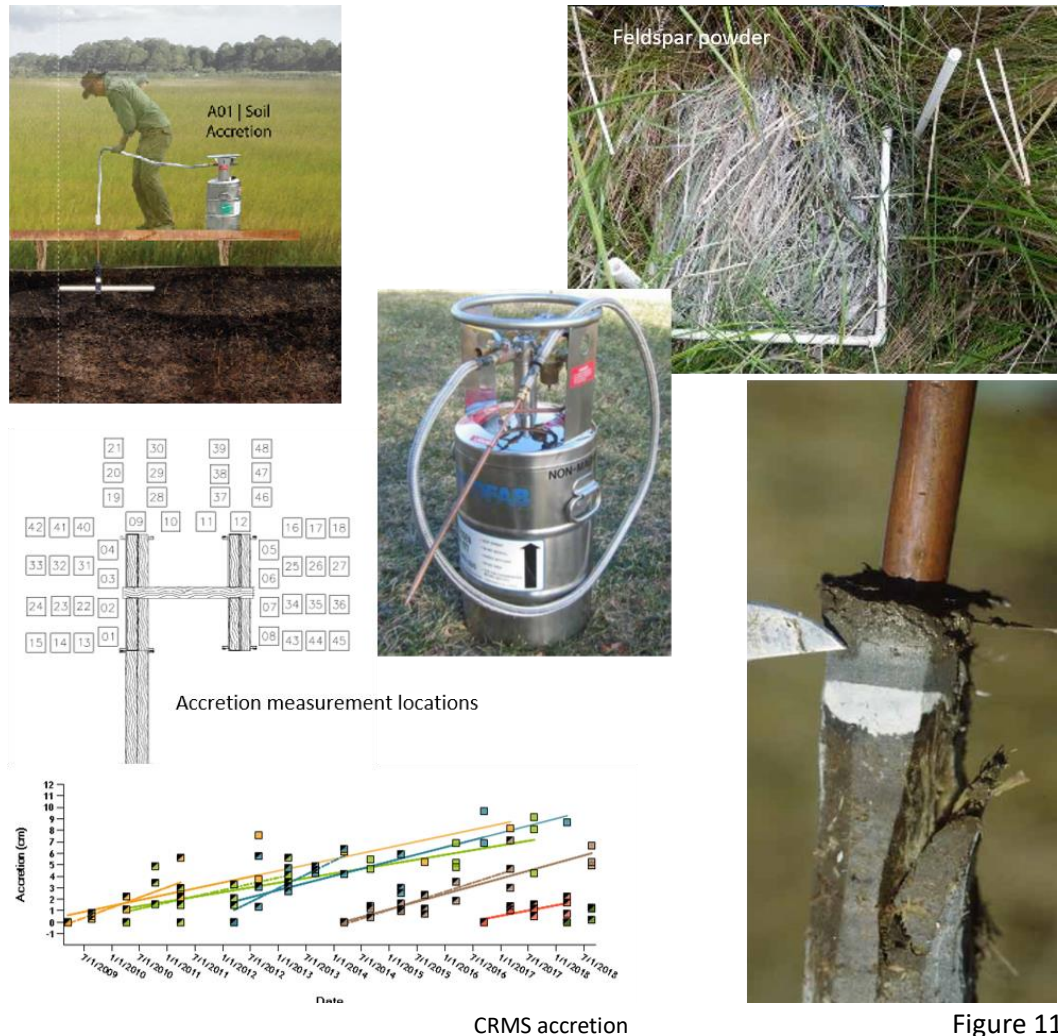 A01 | Soil
Accretion
Feldspar powder
NON-MA
FAB
21 30 39 48
20 29 38 47
19 28 37 46
09 10 11 12
42 41 40 04 05 16 17 18
33 32 31 03 06 25 26 27
24 23 22 02 07 34 35 36
15 14 13 01 08 43 44 45
Accretion measurement locations
Accretion (cm)
12
11
10
9
8
7
6
5
4
3
2
1
0
-1
7/1/2009
1/1/2010
7/1/2010
1/1/2011
7/1/2011
1/1/2012
7/1/2012
1/1/2013
7/1/2013
1/1/2014
7/1/2014
1/1/2015
7/1/2015
1/1/2016
7/1/2016
1/1/2017
7/1/2017
1/1/2018
7/1/2018
Date
CRMS accretion
Figure 11